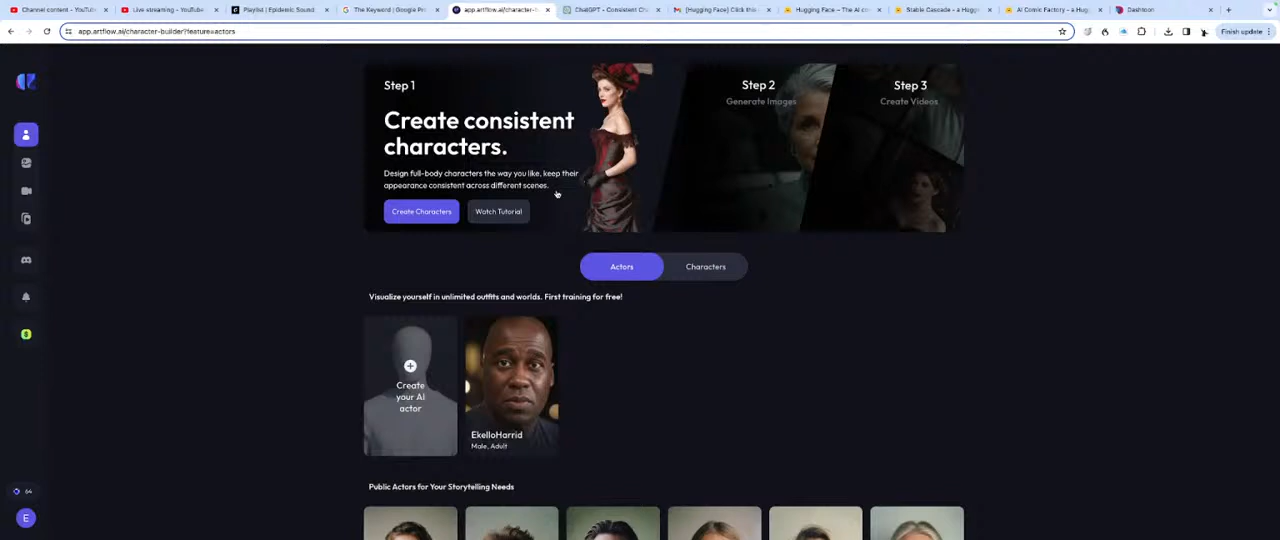 Channel content - YouTube
Live streaming - YouTube
Playlist | Epidemic Sound
The Keyword | Google Pr
app.artflow.ai/character-b
ChatGPT - Consistent Ch
[Hugging Face] Click this
Hugging Face – The AI co
Stable Cascade - a Hugg
AI Comic Factory - a Hug
Dashtoon
app.artflow.ai/character-builder?feature=actors
Finish update
Step 1
Create consistent
characters.
Design full-body characters the way you like, keep their
appearance consistent across different scenes.
Create Characters
Watch Tutorial
Step 2
Generate Images
Step 3
Create Videos
Actors
Characters
Visualize yourself in unlimited outfits and worlds. First training for free!
Create
your AI
actor
EkelloHarrid
Male, Adult
Public Actors for Your Storytelling Needs
64
E